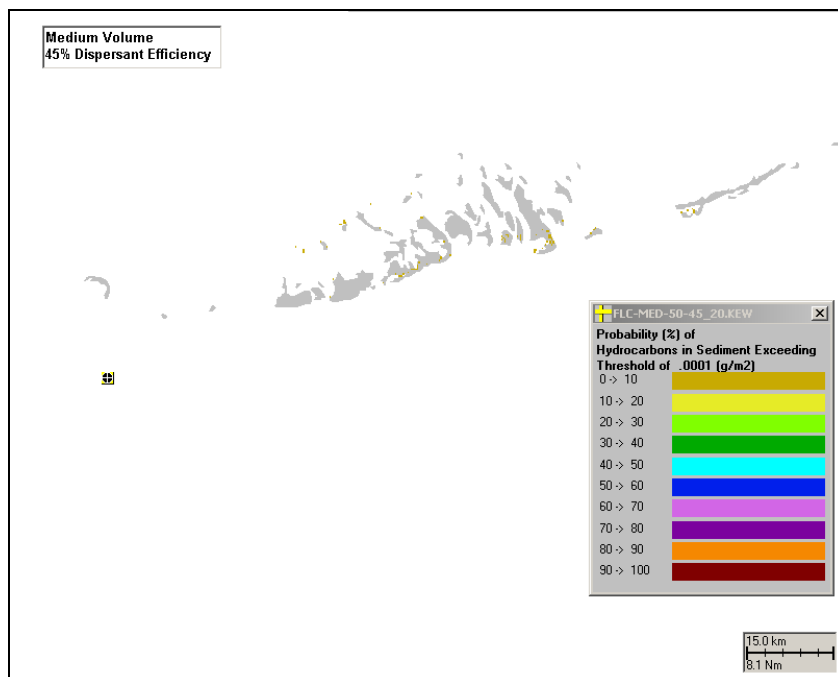 Medium Volume
45% Dispersant Efficiency
FLC-MED-50-45_20.KEW
Probability (%) of
Hydrocarbons in Sediment Exceeding
Threshold of .0001 (g/m2)
0 -> 10
10 -> 20
20 -> 30
30 -> 40
40 -> 50
50 -> 60
60 -> 70
70 -> 80
80 -> 90
90 -> 100
15.0 km
8.1 Nm